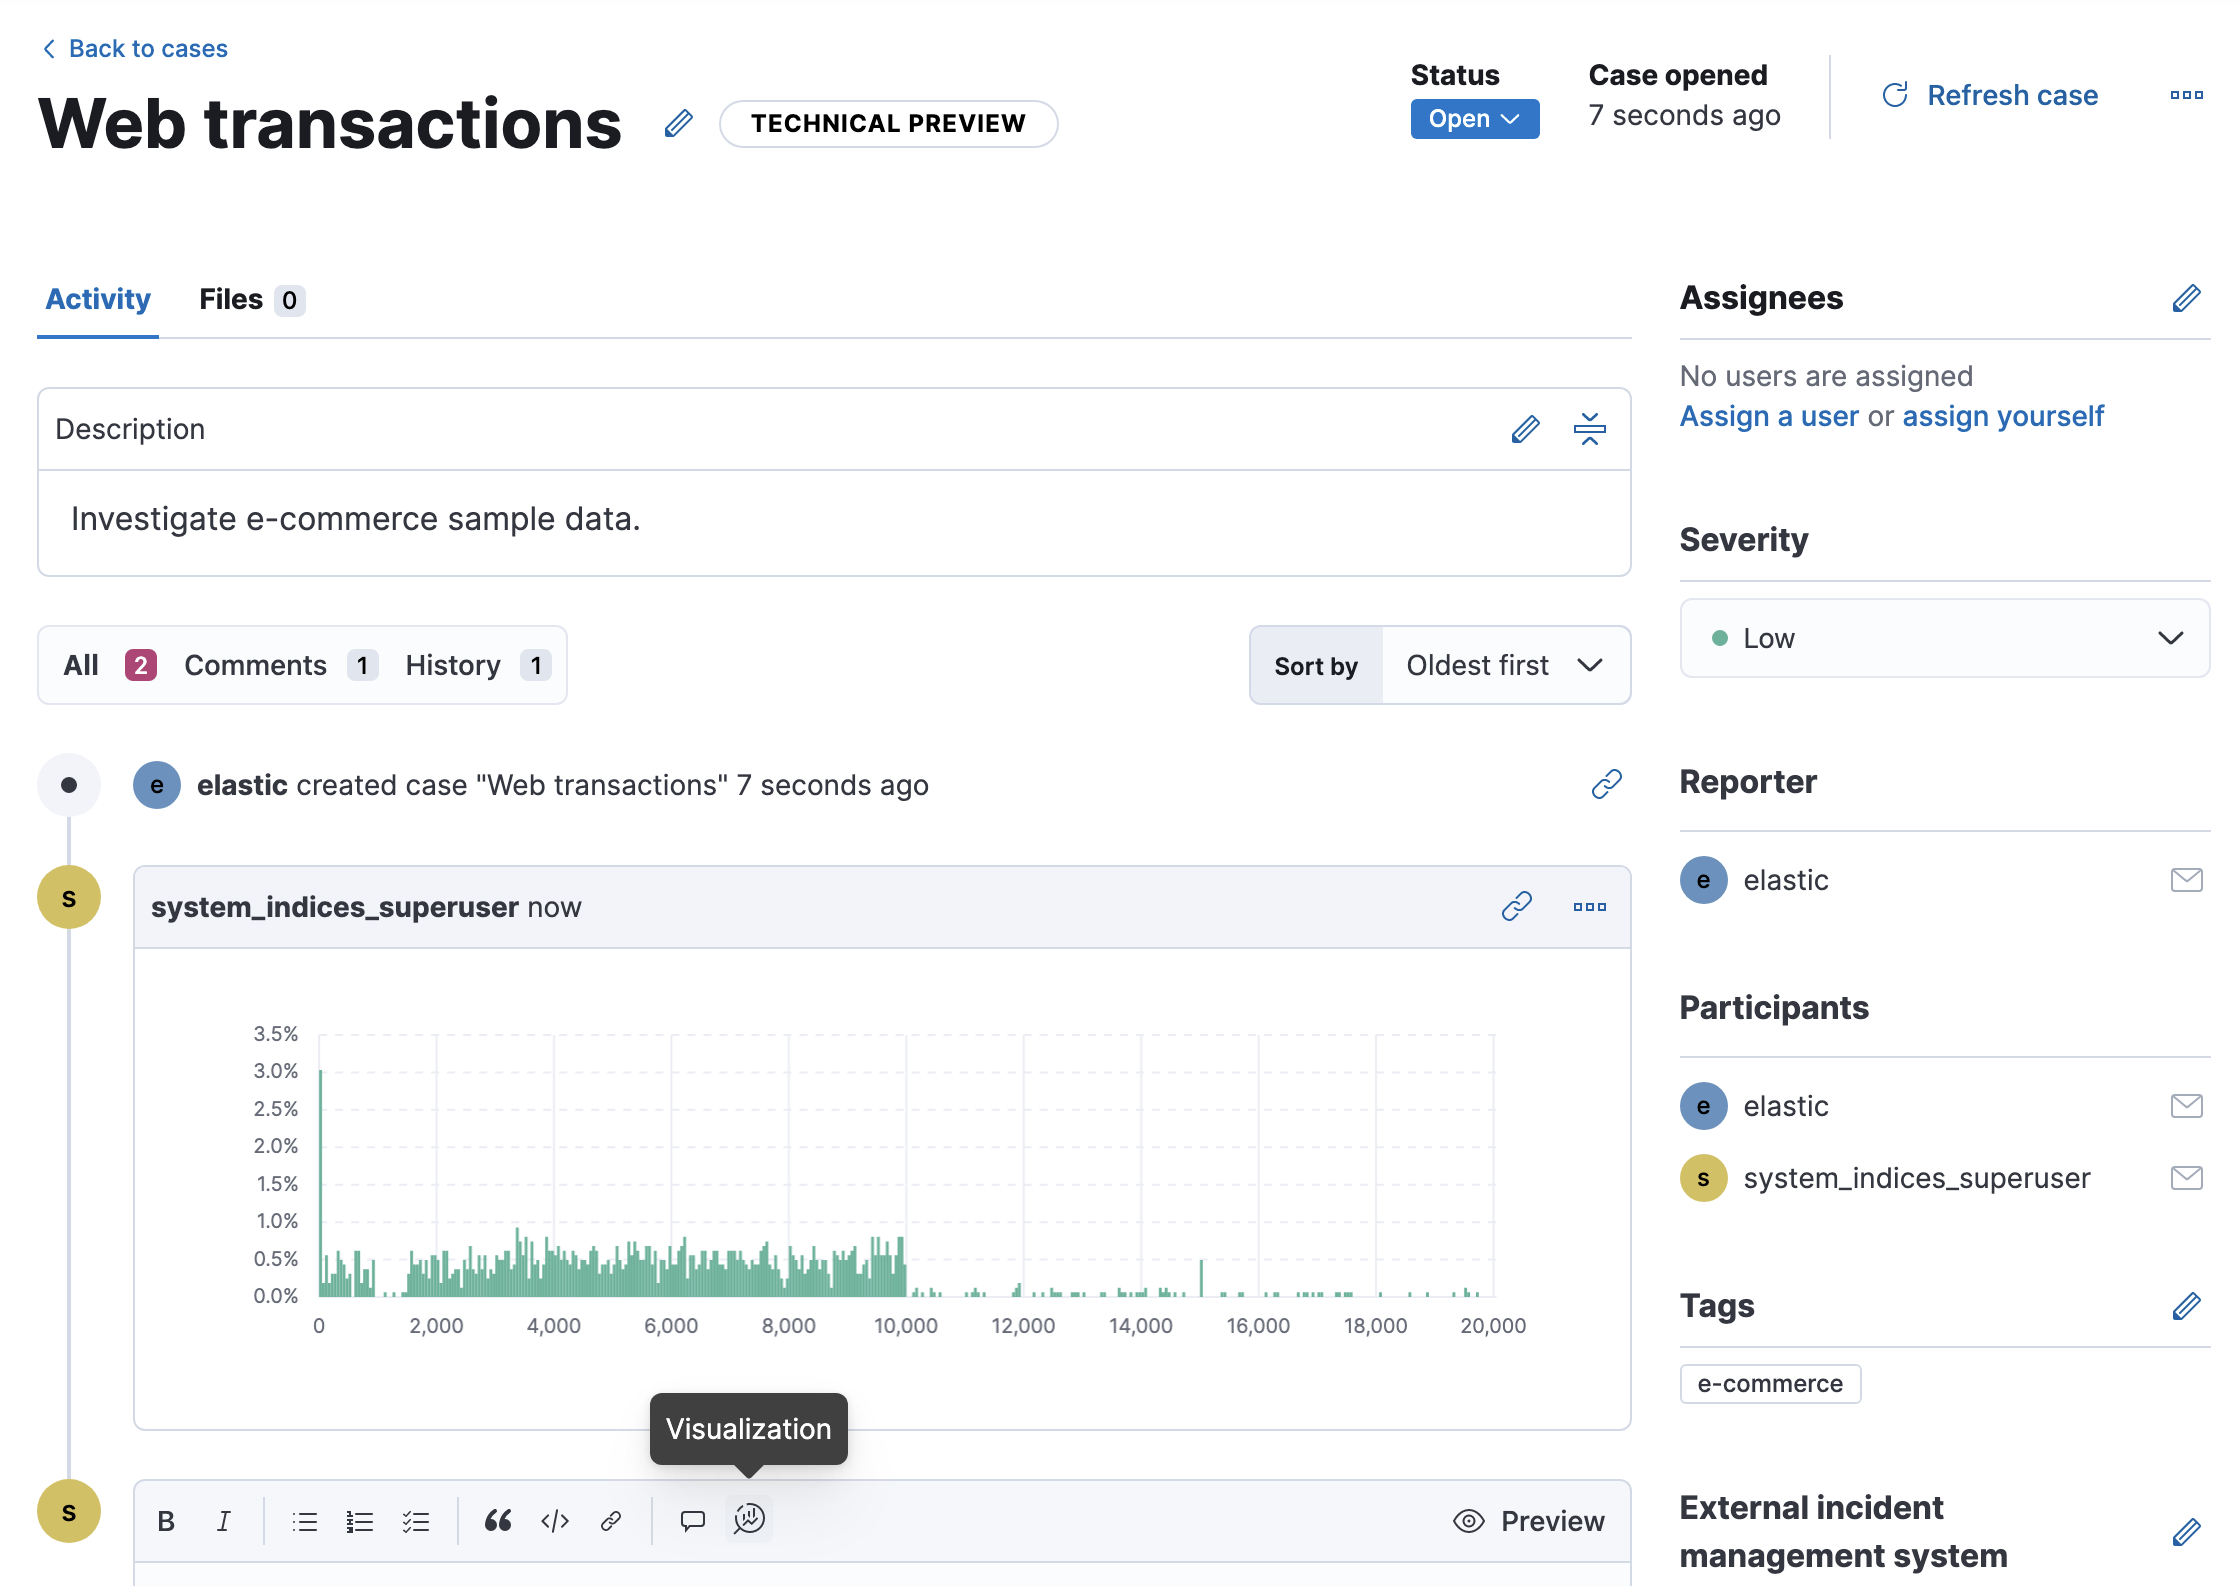 Back to cases
Web transactions
TECHNICAL PREVIEW
Status
Open
Case opened
7 seconds ago
Refresh case
Activity
Files 0
Description
Investigate e-commerce sample data.
All 2 Comments 1 History 1
Sort by Oldest first
e elastic created case "Web transactions" 7 seconds ago
s system_indices_superuser now
3.5%
3.0%
2.5%
2.0%
1.5%
1.0%
0.5%
0.0%
0 2,000 4,000 6,000 8,000 10,000 12,000 14,000 16,000 18,000 20,000
Visualization
s
B I
Preview
Assignees
No users are assigned
Assign a user or assign yourself
Severity
Low
Reporter
e elastic
Participants
e elastic
s system_indices_superuser
Tags
e-commerce
External incident
management system